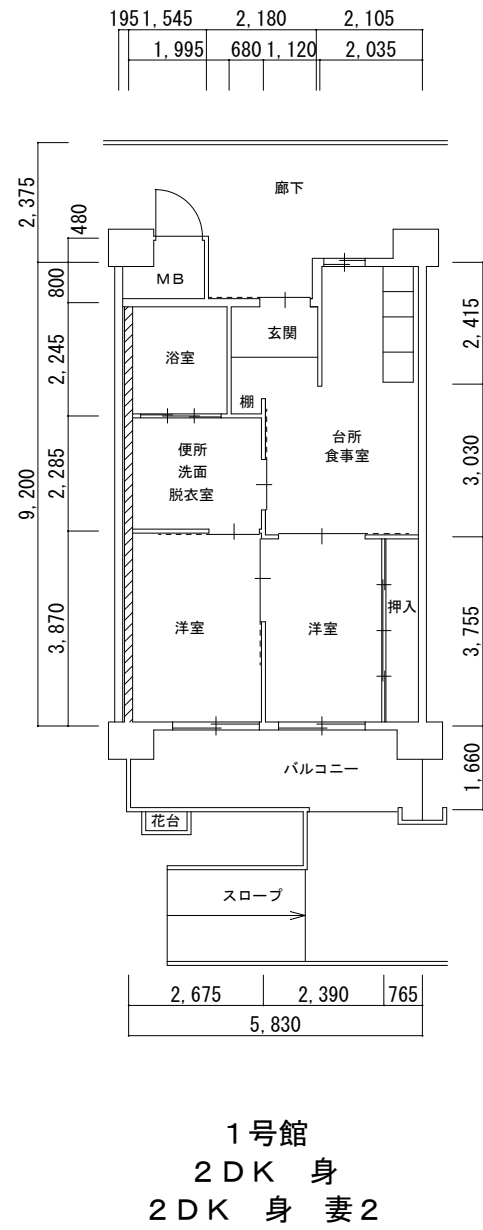 195 1,545 2,180 2,105
1,995 680 1,120 2,035
2,375
480
廊下
800
MB
玄関
2,415
2,245
浴室
棚
台所
食事室
9,200
2,285
便所
洗面
脱衣室
3,030
3,870
洋室
洋室
押入
3,755
バルコニー
1,660
花台
スロープ
2,675 2,390 765
5,830
1号館
2DK 身
2DK 身 妻2